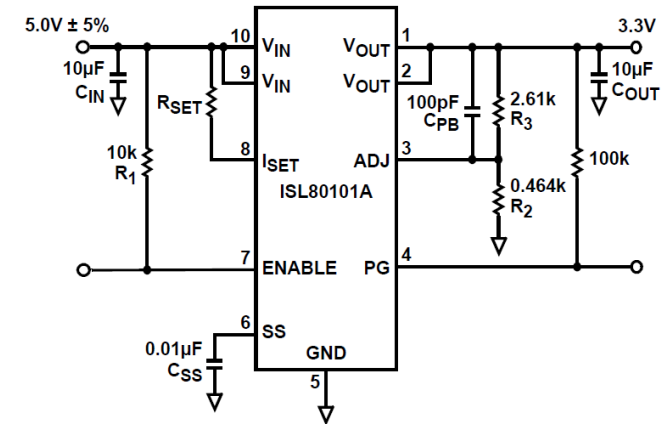 5.0V ± 5%
10µF
CIN
10k
R1
RSET
10
VIN
9
VIN
8
ISET
ISL80101A
7
ENABLE
6
SS
0.01µF
CSS
GND
5
VOUT
1
VOUT
2
ADJ
3
PG
4
100pF
CPB
2.61k
R3
0.464k
R2
100k
3.3V
10µF
COUT